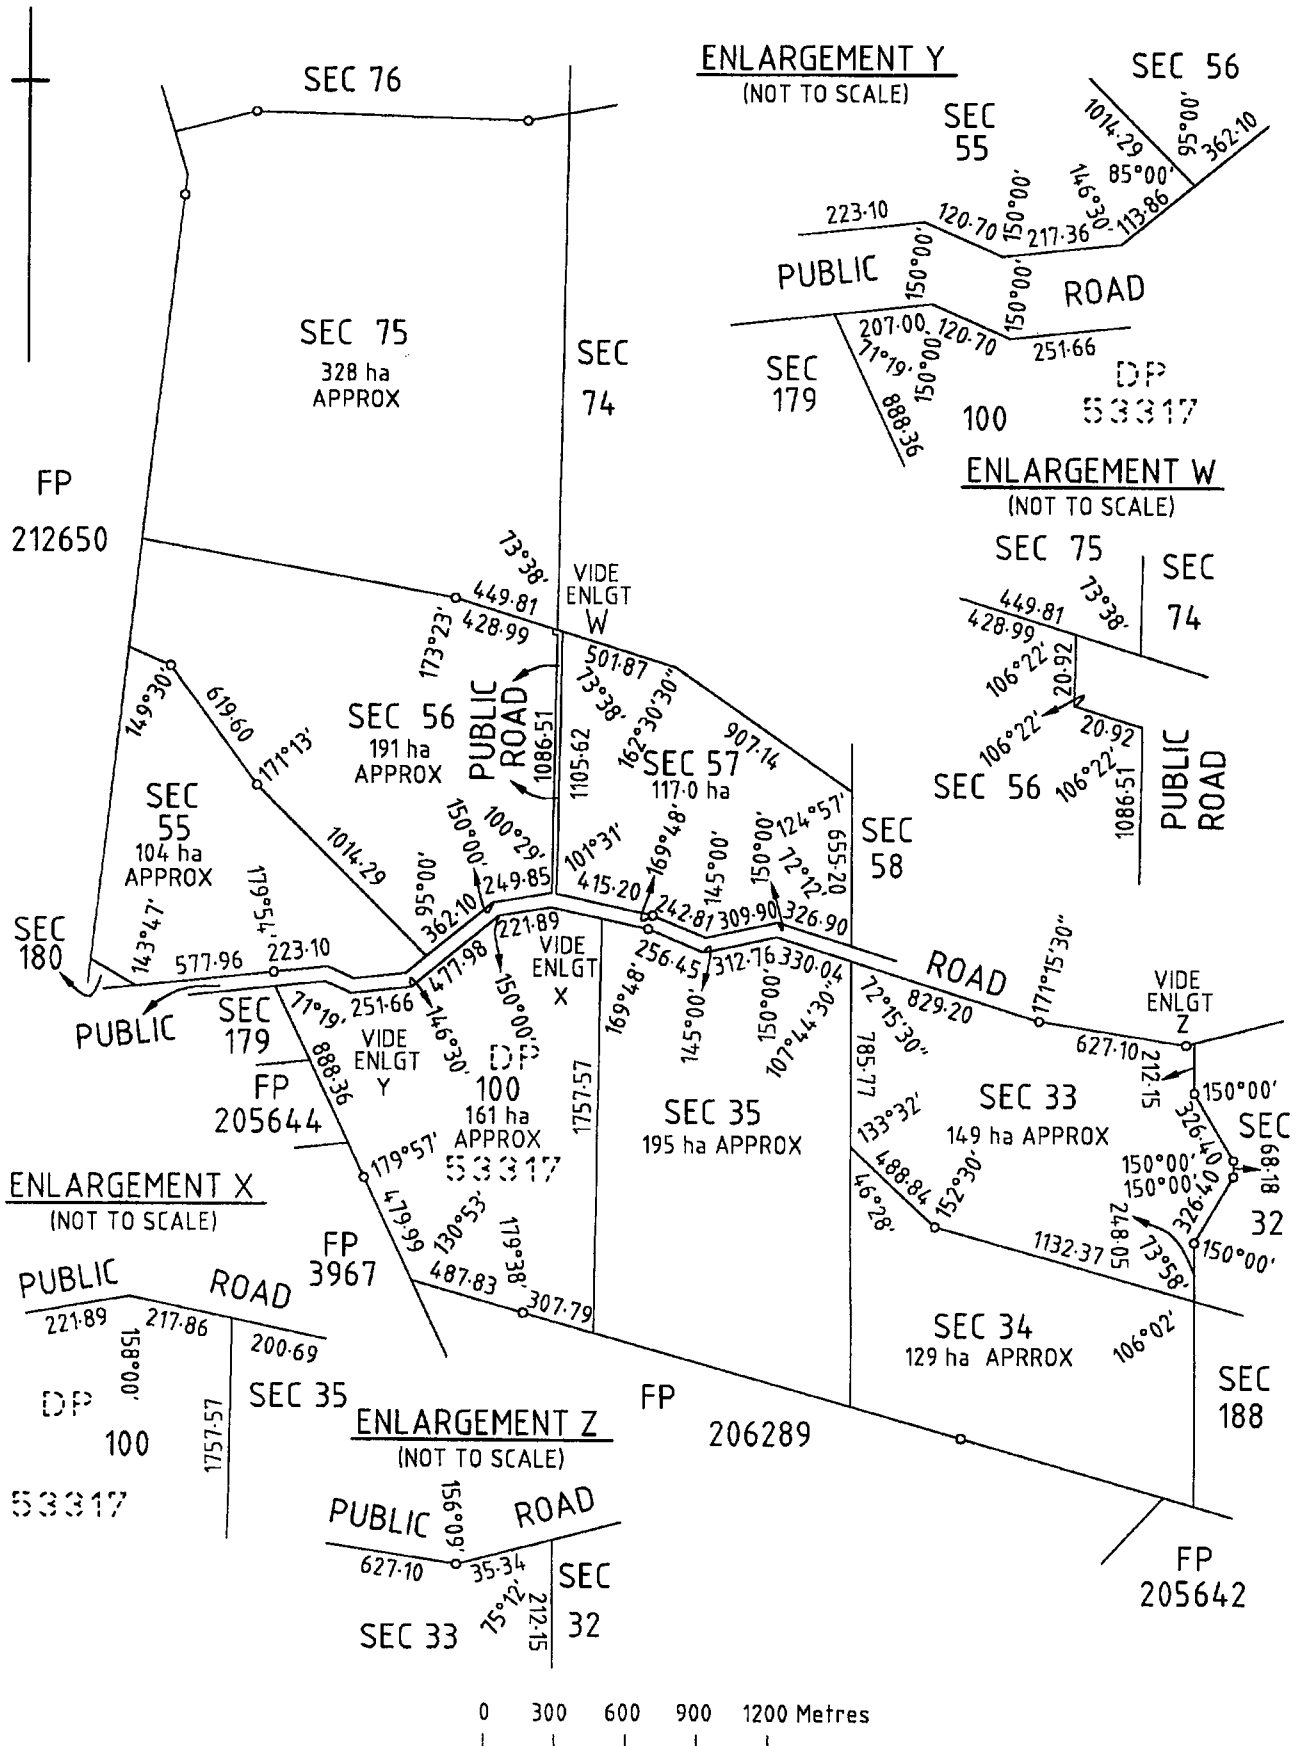 ENLARGEMENT Y
(NOT TO SCALE)
SEC 56
SEC
55
1014·29
95°00'
362·10
85°00'
146°30'
113·86
223·10
120·70
150°00'
217·36
PUBLIC
150°00'
150°00'
ROAD
207·00
120·70
251·66
71°19'
150°00'
SEC
179
888·36
100
DP
53317
SEC 76
SEC 75
328 ha
APPROX
SEC
74
FP
212650
ENLARGEMENT W
(NOT TO SCALE)
SEC 75
SEC
74
449·81
428·99
73°38'
106°22'
20·92
106°22'
20·92
106°22'
SEC 56
1086·51
PUBLIC
ROAD
73°38'
449·81
428·99
173°23'
VIDE
ENLGT
W
501·87
73°38'
162°30'30"
907·14
149°30'
619·60
171°13'
SEC 56
191 ha
APPROX
PUBLIC
ROAD
1086·51
1105·62
SEC 57
117·0 ha
SEC
55
104 ha
APPROX
1014·29
150°00'
100°29'
101°31'
169°48'
145°00'
150°00'
124°57'
72°12'
655·20
SEC
58
95°00'
362·10
249·85
415·20
242·81
309·90
326·90
SEC
180
143°47'
179°54'
577·96
223·10
PUBLIC
SEC
179
71°19'
251·66
477·98
221·89
VIDE
ENLGT
X
256·45
312·76
330·04
ROAD
829·20
171°15'30"
VIDE
ENLGT
Z
VIDE
ENLGT
Y
146°30'
150°00'
169°48'
145°00'
150°00'
107°44'30"
72°15'30"
785·77
627·10
212·15
150°00'
FP
205644
888·36
DP
100
161 ha
APPROX
53317
1757·57
SEC 35
195 ha APPROX
133°32'
488·84
46°28'
152°30'
SEC 33
149 ha APPROX
326·40
SEC
32
150°00'
150°00'
68·18
326·40
150°00'
248·05
73°58'
179°57'
479·99
130°53'
FP
3967
487·83
179°38'
307·79
1132·37
SEC 34
129 ha APRROX
106°02'
SEC
188
FP
206289
FP
205642
ENLARGEMENT X
(NOT TO SCALE)
PUBLIC
ROAD
221·89
217·86
200·69
158°00'
DP
100
53317
1757·57
SEC 35
ENLARGEMENT Z
(NOT TO SCALE)
PUBLIC
156°09'
ROAD
627·10
35·34
75°12'
212·15
SEC
32
SEC 33
0 300 600 900 1200 Metres